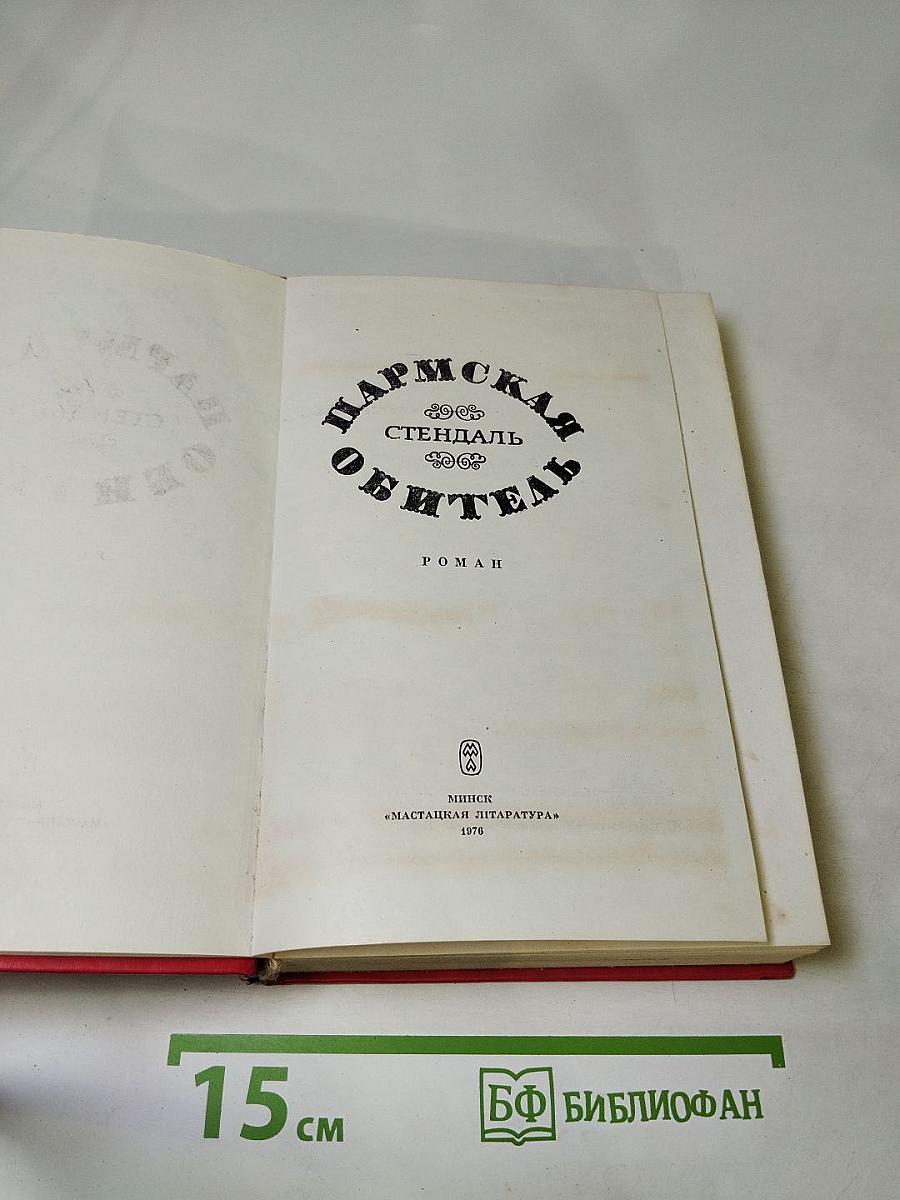 ПАРМСКАЯ
СТЕНДАЛЬ
ОБИТЕЛЬ
РОМАН
МИНСК
«МАСТАЦКАЯ ЛІТАРАТУРА»
1976
15 см
БФ БИБЛИОФАН